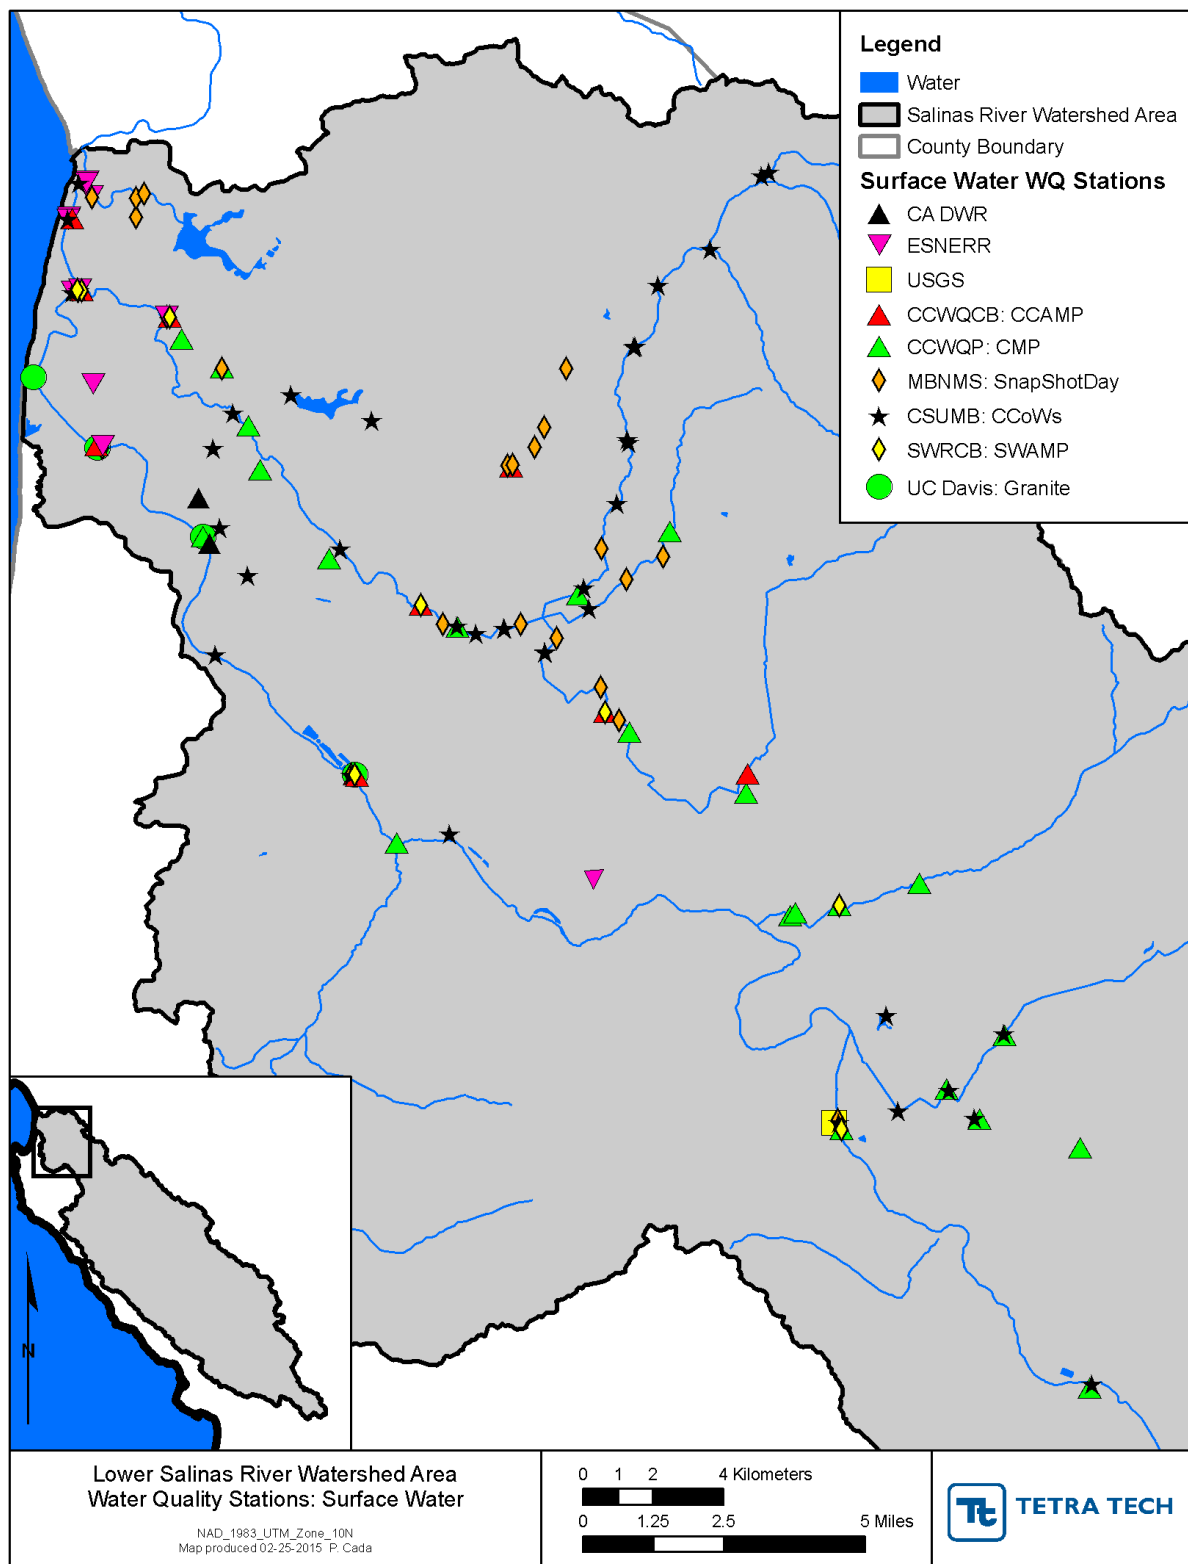 Legend
Water
Salinas River Watershed Area
County Boundary
Surface Water WQ Stations
CA DWR
ESNERR
USGS
CCWQCB: CCAMP
CCWQP: CMP
MBNMS: SnapShotDay
CSUMB: CCoWs
SWRCB: SWAMP
UC Davis: Granite
N
Lower Salinas River Watershed Area
Water Quality Stations: Surface Water
NAD_1983_UTM_Zone_10N
Map produced 02-25-2015 P. Cada
0 1 2 4 Kilometers
0 1.25 2.5 5 Miles
Tt TETRA TECH